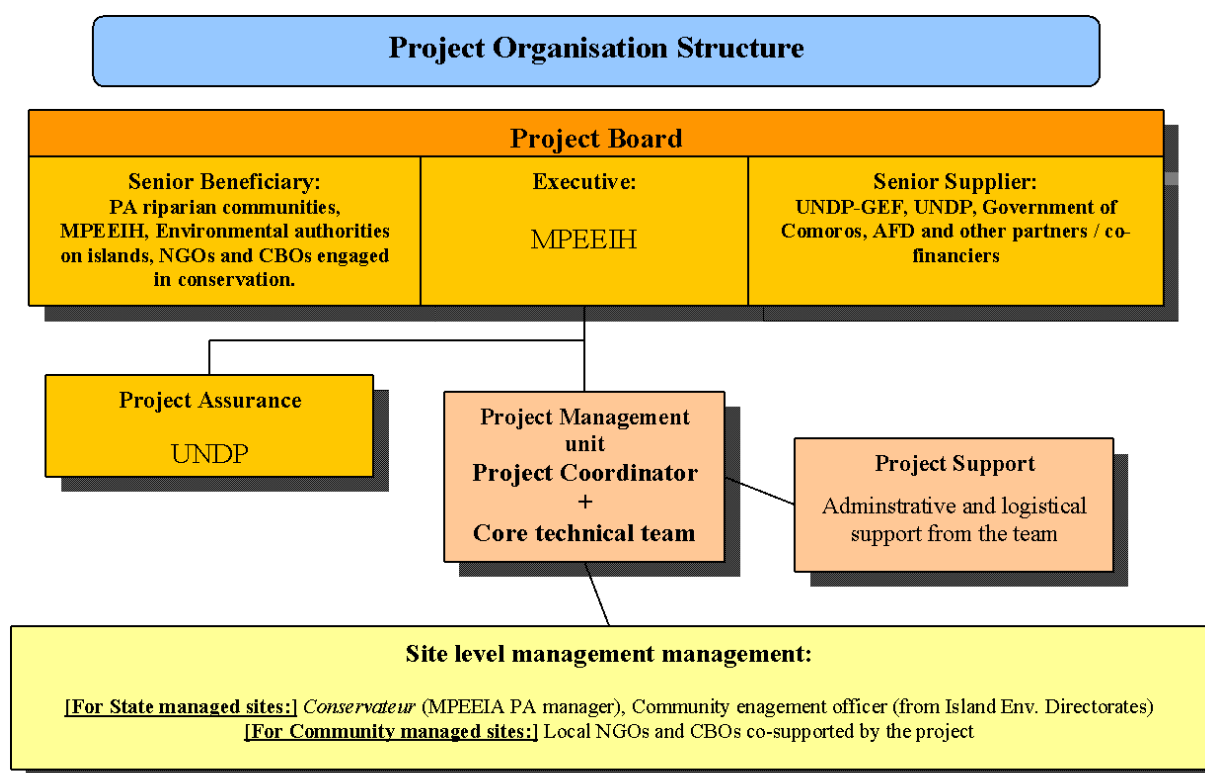 Project Organisation Structure
Project Board
Senior Beneficiary:
PA riparian communities,
MPEEIH, Environmental authorities
on islands, NGOs and CBOs engaged
in conservation.
Executive:
MPEEIH
Senior Supplier:
UNDP-GEF, UNDP, Government of
Comoros, AFD and other partners / co-
financiers
Project Assurance
UNDP
Project Management
unit
Project Coordinator
+
Core technical team
Project Support
Adminstrative and logistical
support from the team
Site level management management:
[For State managed sites:] Conservateur (MPEEIA PA manager), Community enagement officer (from Island Env. Directorates)
[For Community managed sites:] Local NGOs and CBOs co-supported by the project